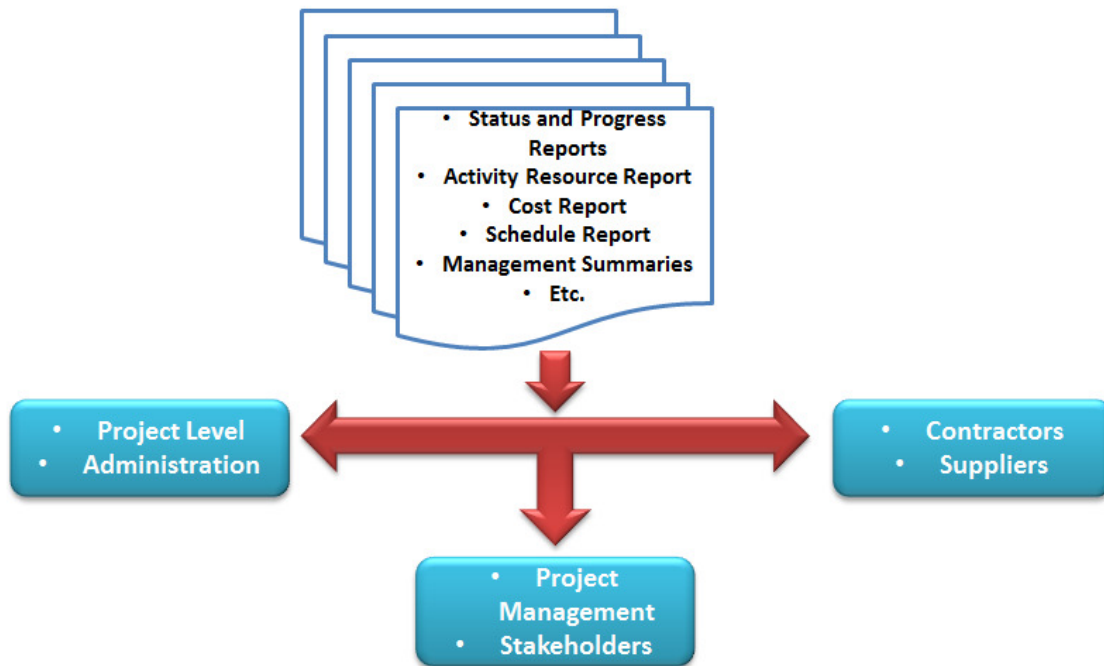 • Status and Progress
Reports
• Activity Resource Report
• Cost Report
• Schedule Report
• Management Summaries
• Etc.
• Project Level
• Administration
• Contractors
• Suppliers
• Project
Management
• Stakeholders